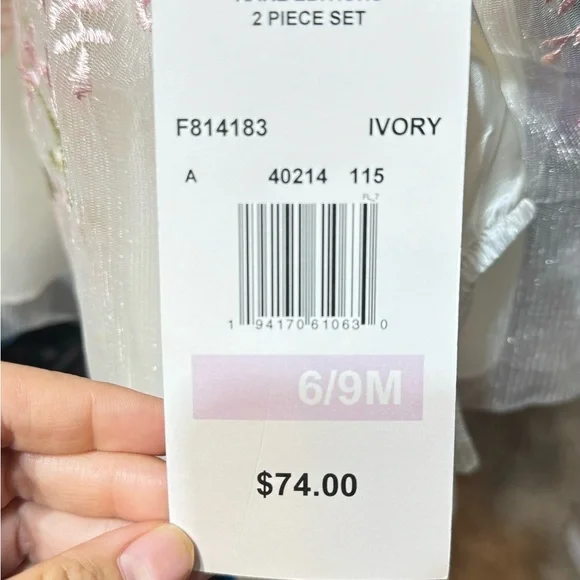 2 PIECE SET
F814183 IVORY
A 40214 115
1 94170 61063 0
6/9M
$74.00